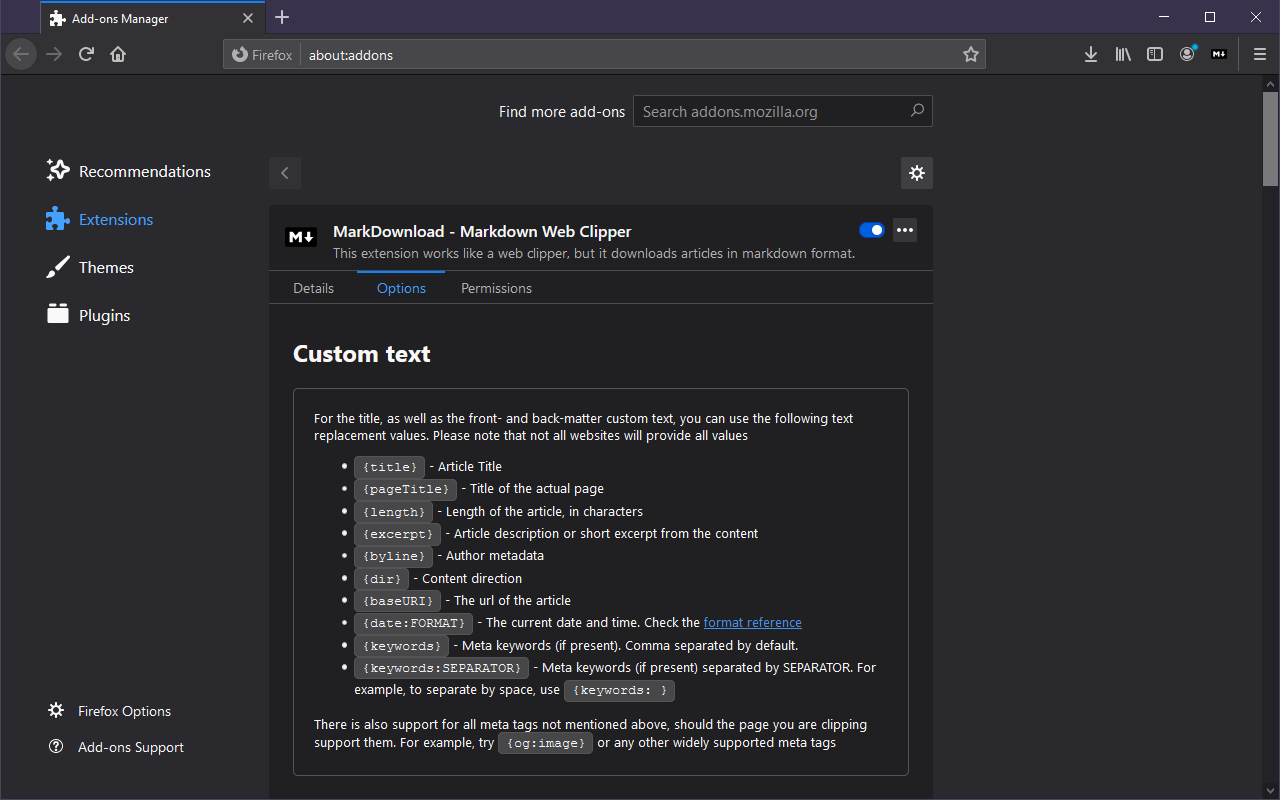 Add-ons Manager
Firefox
about:addons
M↓
Find more add-ons
Search addons.mozilla.org
Recommendations
Extensions
Themes
Plugins
M↓
MarkDownload - Markdown Web Clipper
This extension works like a web clipper, but it downloads articles in markdown format.
Details
Options
Permissions
Custom text
For the title, as well as the front- and back-matter custom text, you can use the following text
replacement values. Please note that not all websites will provide all values
• {title} - Article Title
• {pageTitle} - Title of the actual page
• {length} - Length of the article, in characters
• {excerpt} - Article description or short excerpt from the content
• {byline} - Author metadata
• {dir} - Content direction
• {baseURI} - The url of the article
• {date:FORMAT} - The current date and time. Check the format reference
• {keywords} - Meta keywords (if present). Comma separated by default.
• {keywords:SEPARATOR} - Meta keywords (if present) separated by SEPARATOR. For
example, to separate by space, use {keywords: }
There is also support for all meta tags not mentioned above, should the page you are clipping
support them. For example, try {og:image} or any other widely supported meta tags
Firefox Options
Add-ons Support